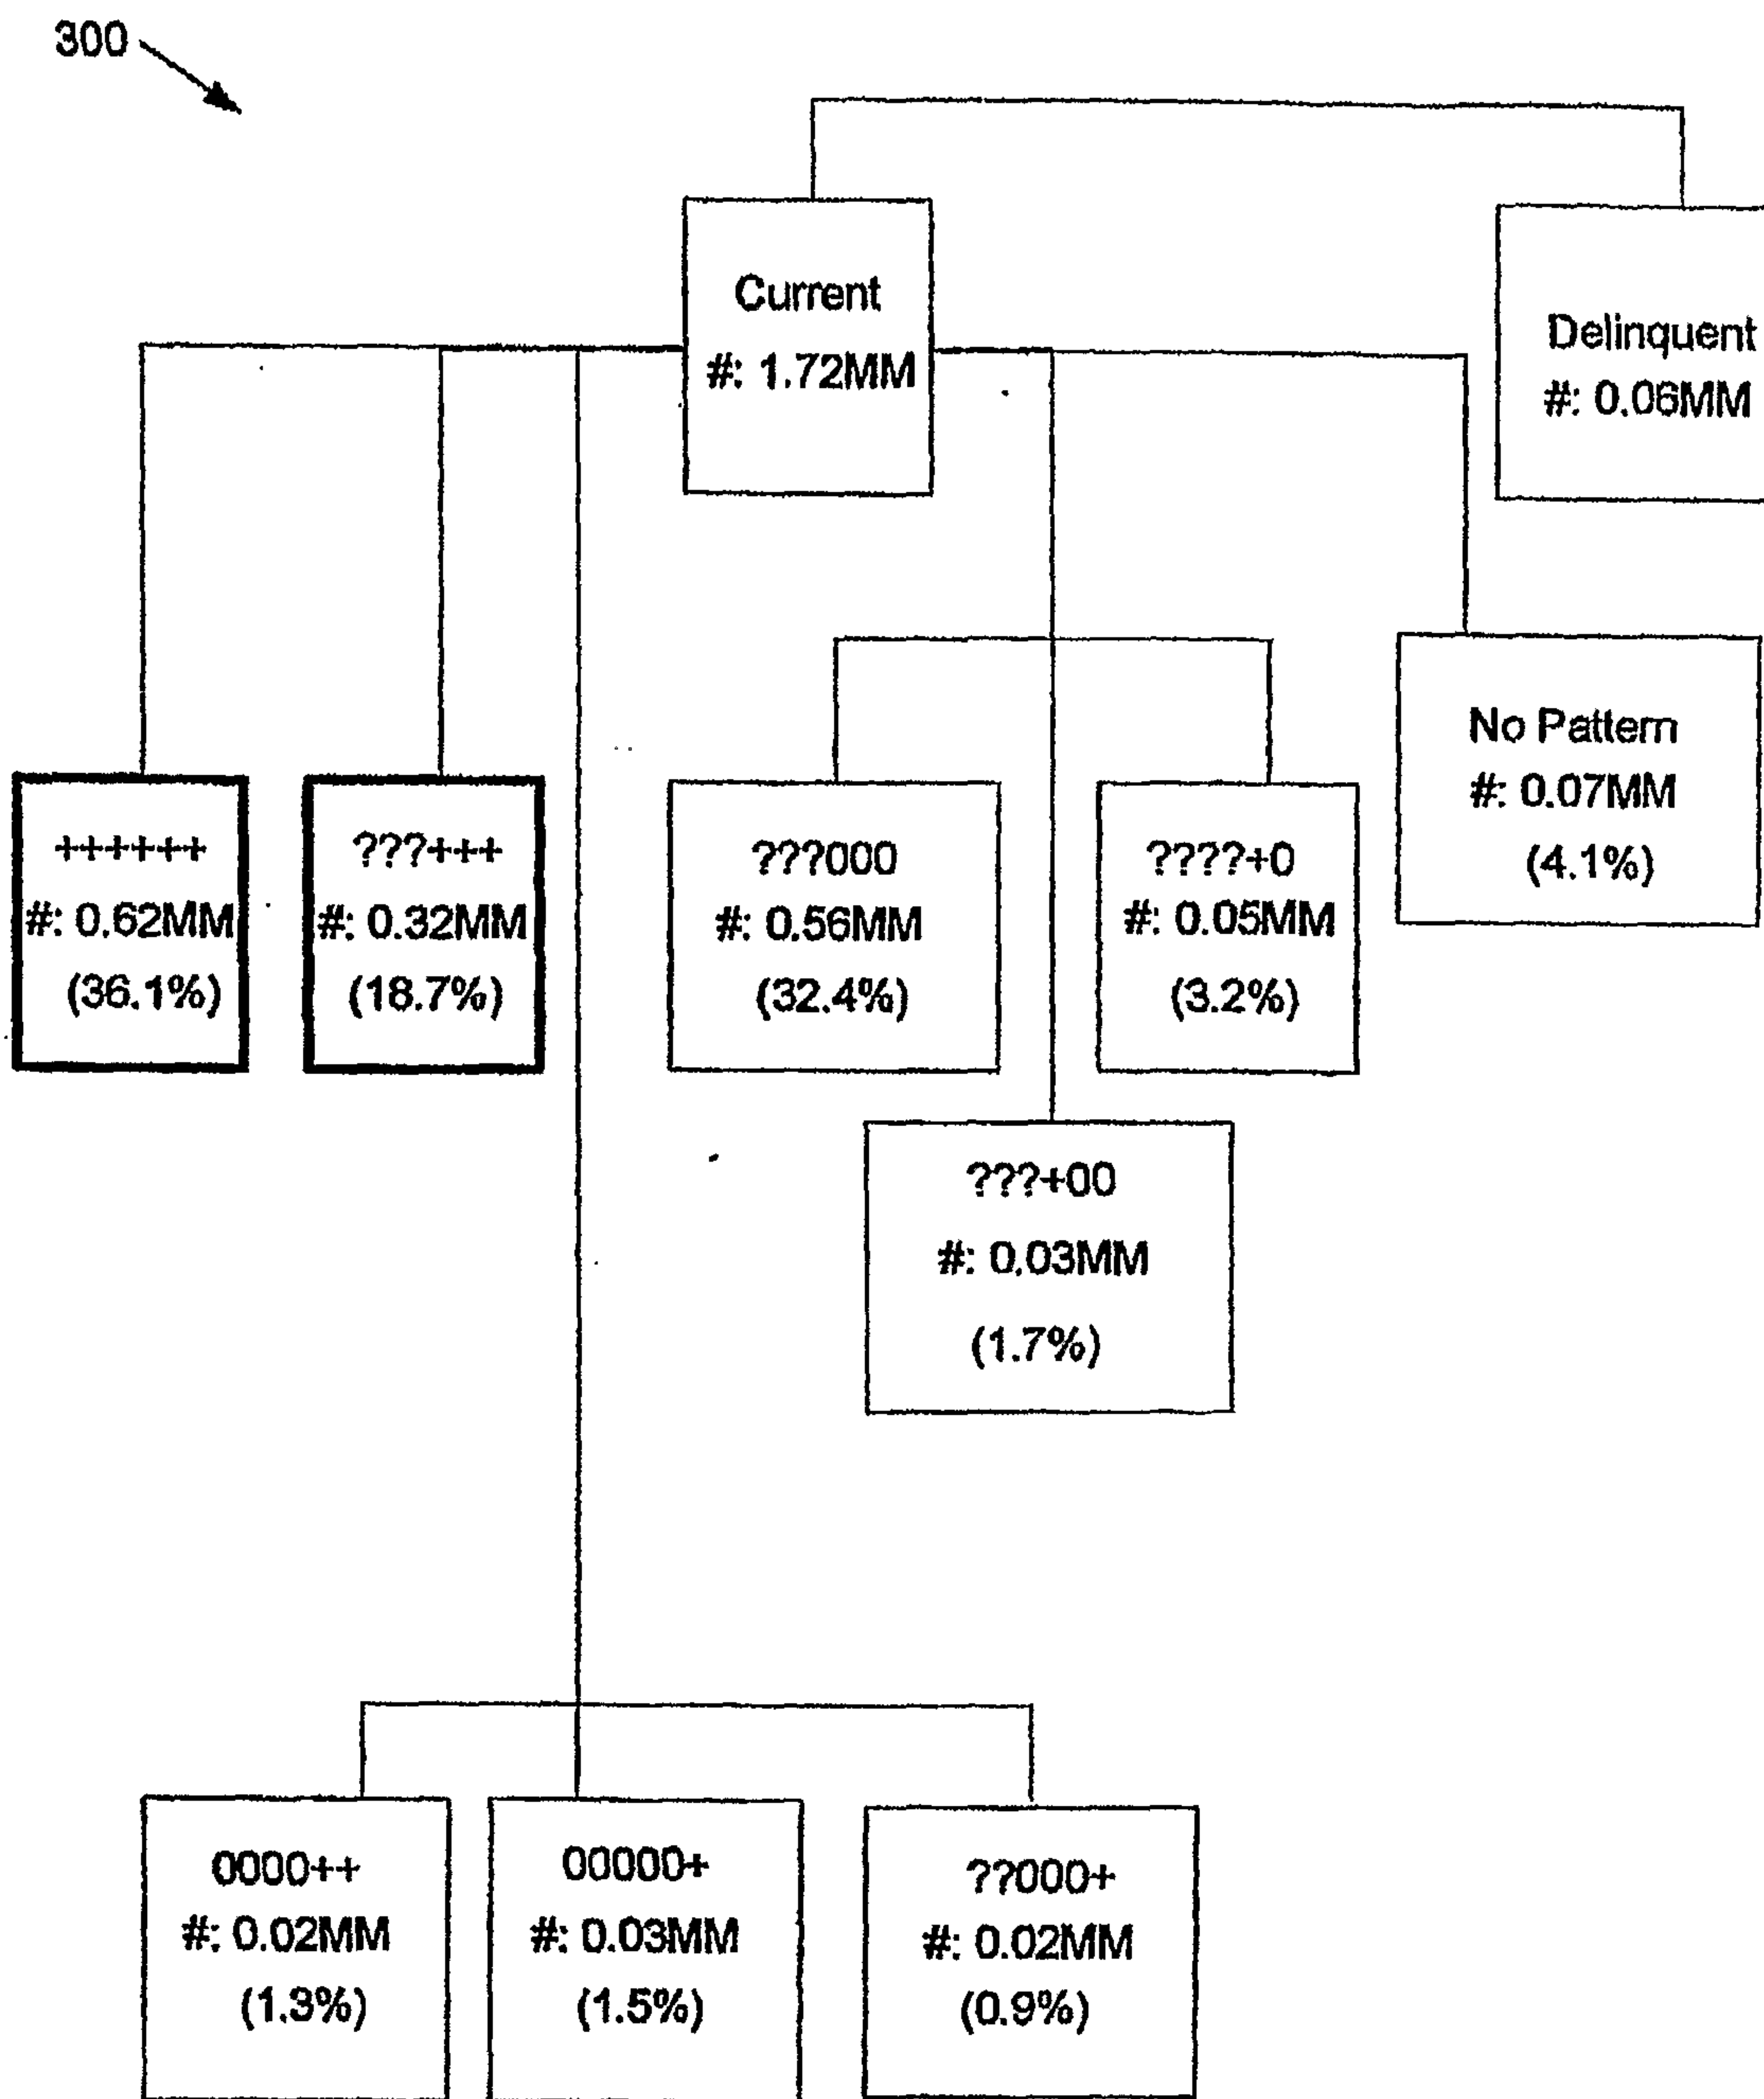 300
Current
#: 1.72MM
Delinquent
#: 0.06MM
No Pattern
#: 0.07MM
(4.1%)
++++++
#: 0.62MM
(36.1%)
???+++
#: 0.32MM
(18.7%)
???000
#: 0.56MM
(32.4%)
????+0
#: 0.05MM
(3.2%)
???+00
#: 0.03MM
(1.7%)
0000++
#: 0.02MM
(1.3%)
00000+
#: 0.03MM
(1.5%)
??000+
#: 0.02MM
(0.9%)